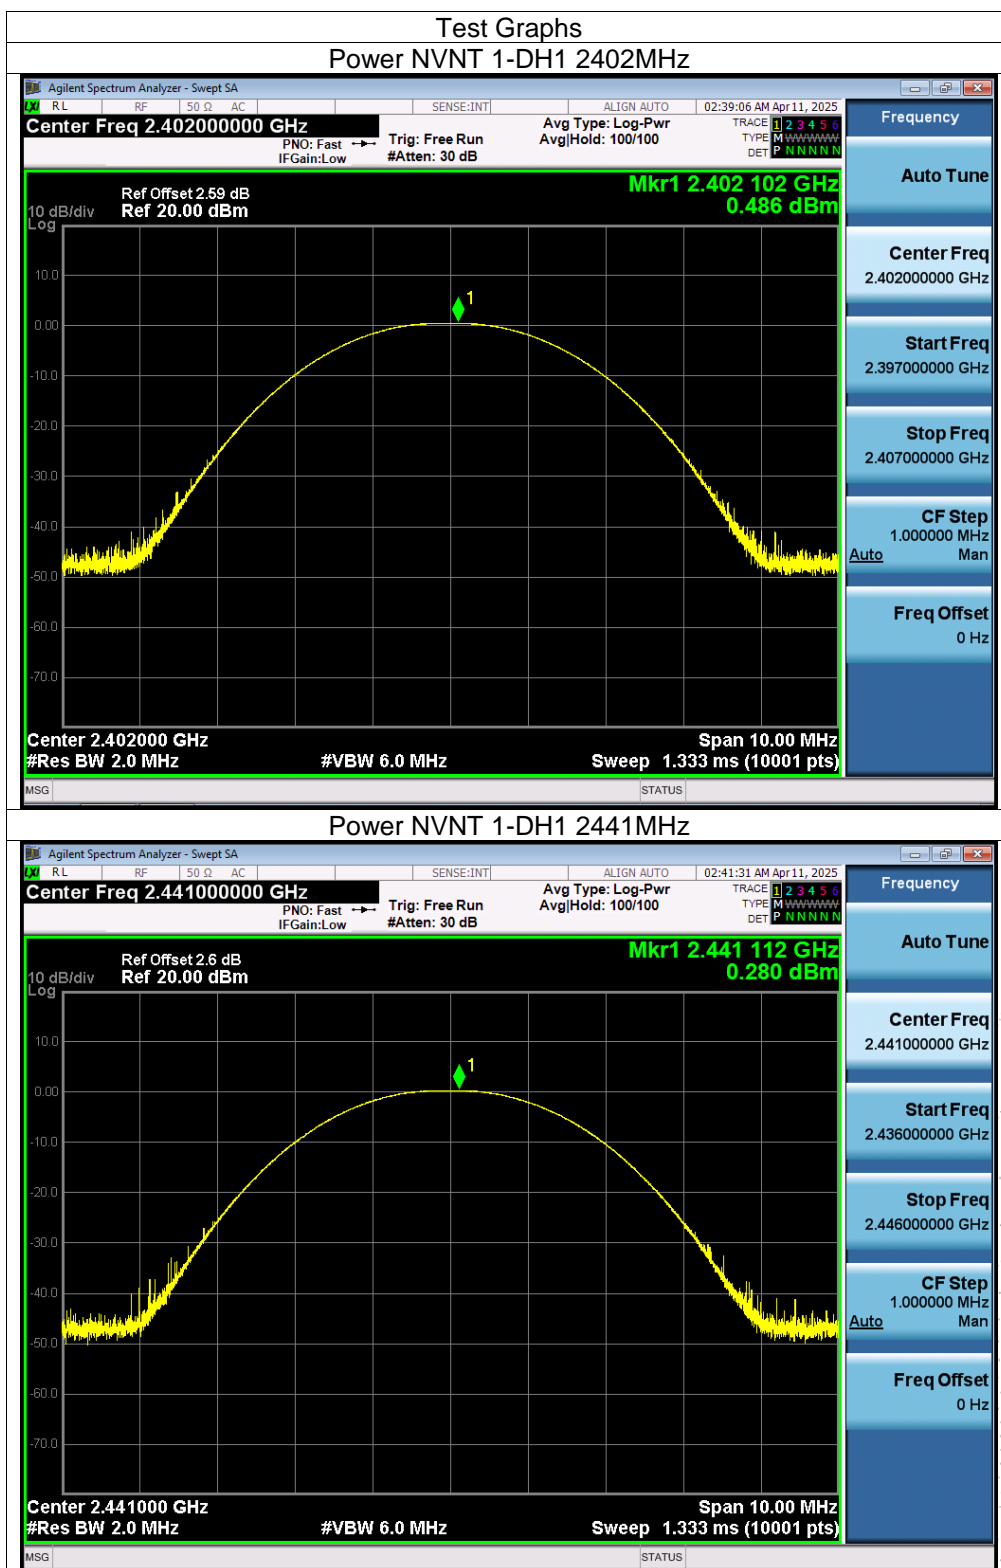 Test Graphs
Power NVNT 1-DH1 2402MHz
Agilent Spectrum Analyzer - Swept SA
LXI RL RF 50 Ω AC SENSE:INT ALIGN AUTO 02:39:06 AM Apr 11, 2025
Center Freq 2.402000000 GHz
PNO: Fast
IFGain:Low
Trig: Free Run
#Atten: 30 dB
Avg Type: Log-Pwr
Avg|Hold: 100/100
TRACE 1 2 3 4 5 6
TYPE M WWWWW
DET P N N N N N
Frequency
Auto Tune
Center Freq
2.402000000 GHz
Start Freq
2.397000000 GHz
Stop Freq
2.407000000 GHz
CF Step
1.000000 MHz
Auto Man
Freq Offset
0 Hz
Mkr1 2.402 102 GHz
0.486 dBm
Ref Offset 2.59 dB
10 dB/div Ref 20.00 dBm
Log
1
10.0
0.00
-10.0
-20.0
-30.0
-40.0
-50.0
-60.0
-70.0
Center 2.402000 GHz Span 10.00 MHz
#Res BW 2.0 MHz #VBW 6.0 MHz Sweep 1.333 ms (10001 pts)
MSG STATUS
Power NVNT 1-DH1 2441MHz
Agilent Spectrum Analyzer - Swept SA
LXI RL RF 50 Ω AC SENSE:INT ALIGN AUTO 02:41:31 AM Apr 11, 2025
Center Freq 2.441000000 GHz
PNO: Fast
IFGain:Low
Trig: Free Run
#Atten: 30 dB
Avg Type: Log-Pwr
Avg|Hold: 100/100
TRACE 1 2 3 4 5 6
TYPE M WWWWW
DET P N N N N N
Frequency
Auto Tune
Center Freq
2.441000000 GHz
Start Freq
2.436000000 GHz
Stop Freq
2.446000000 GHz
CF Step
1.000000 MHz
Auto Man
Freq Offset
0 Hz
Mkr1 2.441 112 GHz
0.280 dBm
Ref Offset 2.6 dB
10 dB/div Ref 20.00 dBm
Log
1
10.0
0.00
-10.0
-20.0
-30.0
-40.0
-50.0
-60.0
-70.0
Center 2.441000 GHz Span 10.00 MHz
#Res BW 2.0 MHz #VBW 6.0 MHz Sweep 1.333 ms (10001 pts)
MSG STATUS